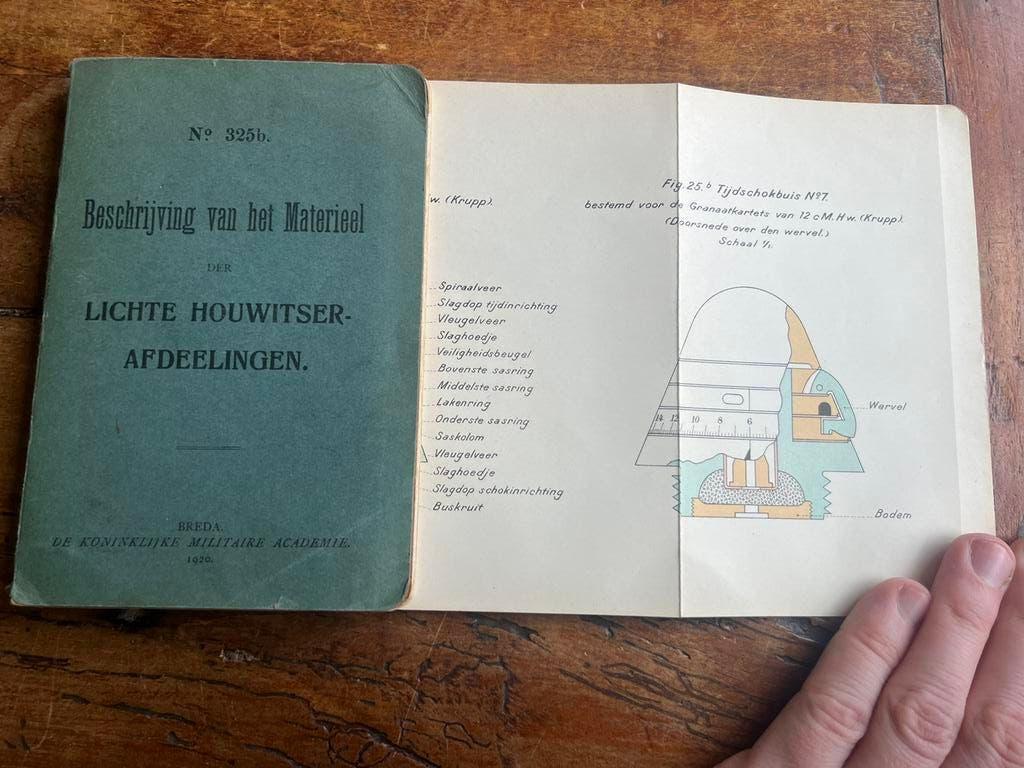 Nº 325b.
Beschrijving van het Materieel
DER
LICHTE HOUWITSER-
AFDEELINGEN.
BREDA.
DE KONINKLIJKE MILITAIRE ACADEMIE.
1920.
w. (Krupp).
Spiraalveer
Slagdop tijdinrichting
Vleugelveer
Slaghoedje
Veiligheidsbeugel
Bovenste sasring
Middelste sasring
Lakenring
Onderste sasring
Saskolom
Vleugelveer
Slaghoedje
Slagdop schokinrichting
Buskruit
Fig. 25.b Tijdschokbuis Nº7.
bestemd voor de Granaatkartets van 12 cM. Hw. (Krupp).
(Doorsnede over den wervel.)
Schaal 1/1.
14 12 10 8 6
Wervel
Bodem